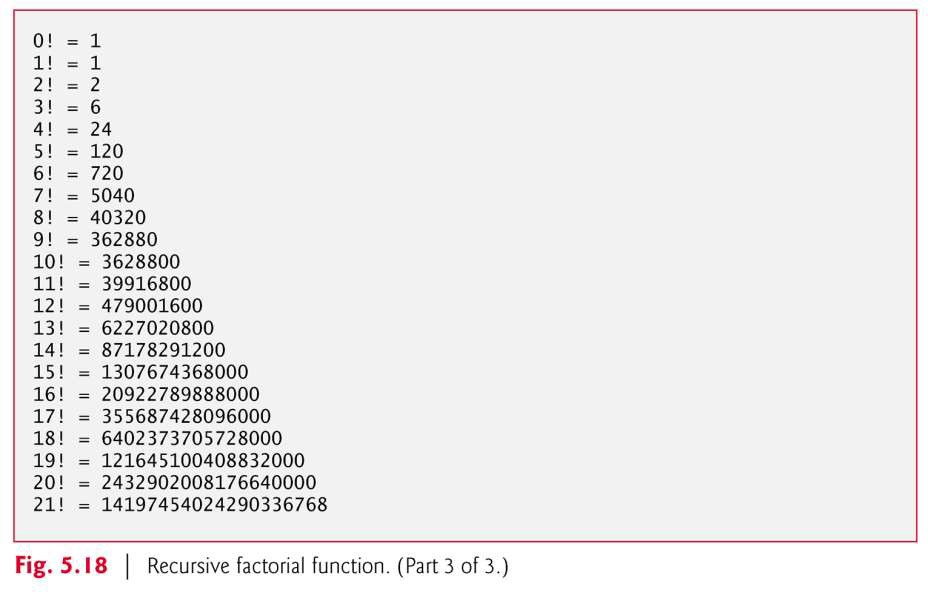 0! = 1
1! = 1
2! = 2
3! = 6
4! = 24
5! = 120
6! = 720
7! = 5040
8! = 40320
9! = 362880
10! = 3628800
11! = 39916800
12! = 479001600
13! = 6227020800
14! = 87178291200
15! = 1307674368000
16! = 20922789888000
17! = 355687428096000
18! = 6402373705728000
19! = 121645100408832000
20! = 2432902008176640000
21! = 14197454024290336768
Fig. 5.18 | Recursive factorial function. (Part 3 of 3.)